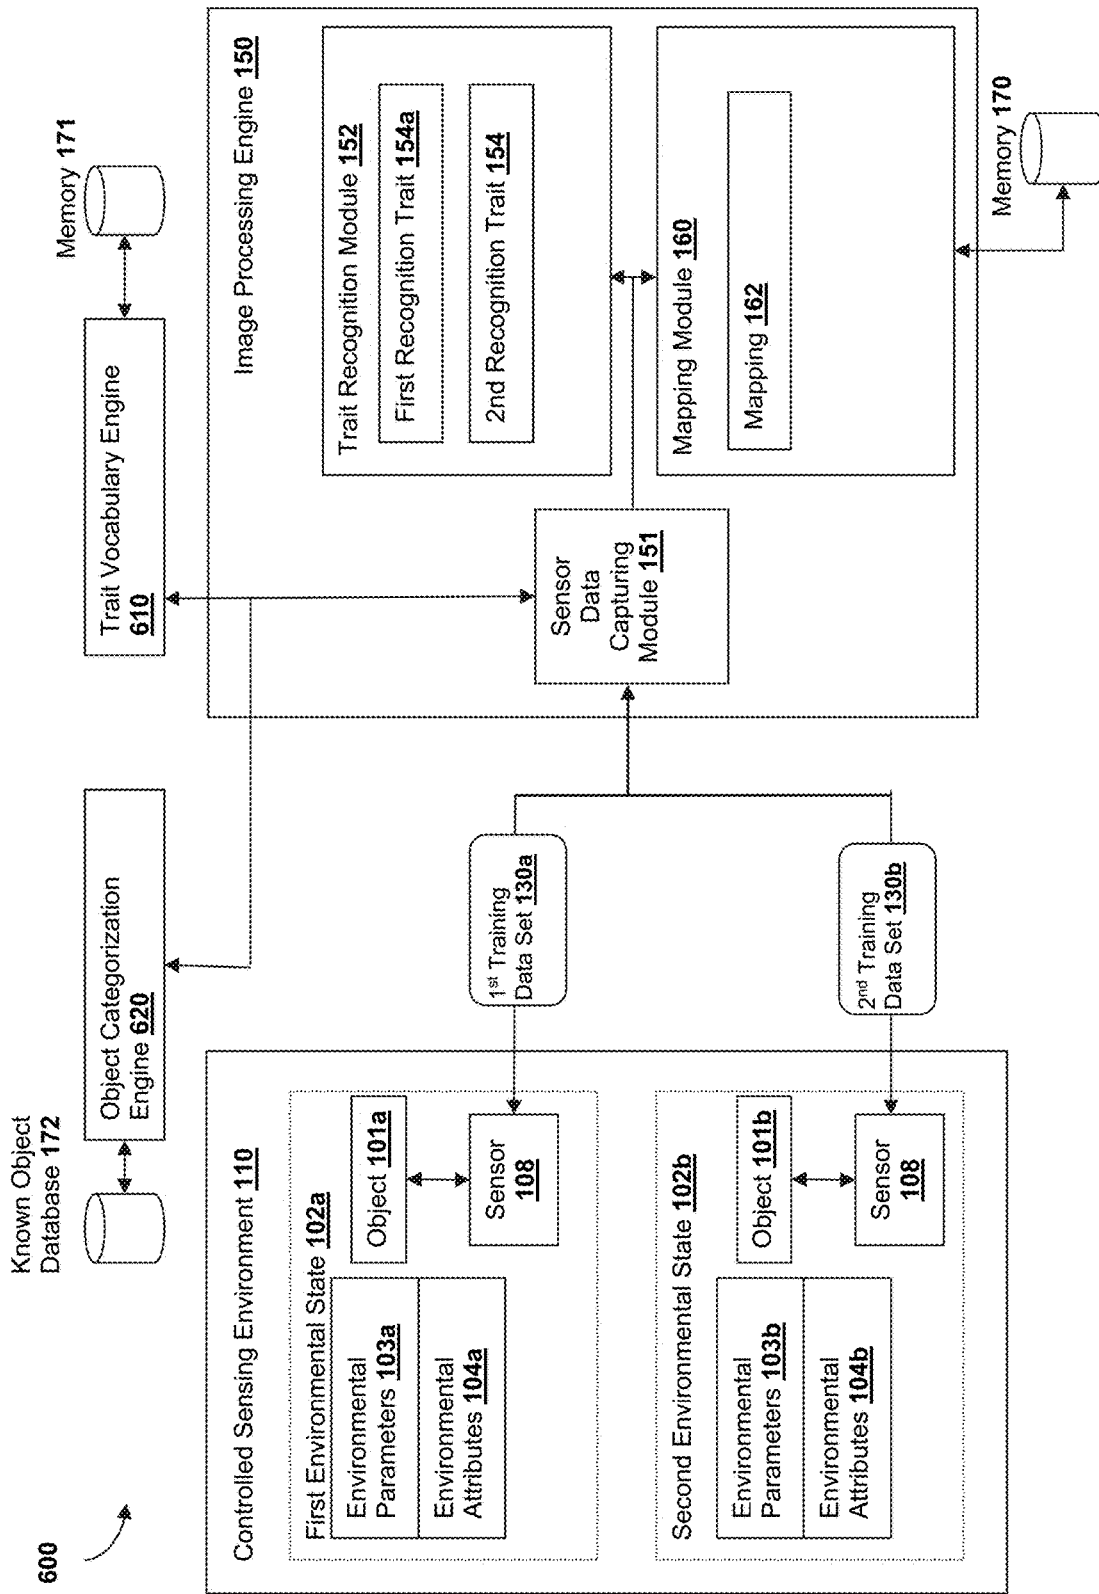 600
Known Object
Database 172
Object Categorization
Engine 620
Trait Vocabulary Engine
610
Memory 171
Controlled Sensing Environment 110
First Environmental State 102a
Environmental
Parameters 103a
Environmental
Attributes 104a
Object 101a
Sensor
108
Second Environmental State 102b
Environmental
Parameters 103b
Environmental
Attributes 104b
Object 101b
Sensor
108
1st Training
Data Set 130a
2nd Training
Data Set 130b
Image Processing Engine 150
Sensor
Data
Capturing
Module 151
Trait Recognition Module 152
First Recognition Trait 154a
2nd Recognition Trait 154
Mapping Module 160
Mapping 162
Memory 170